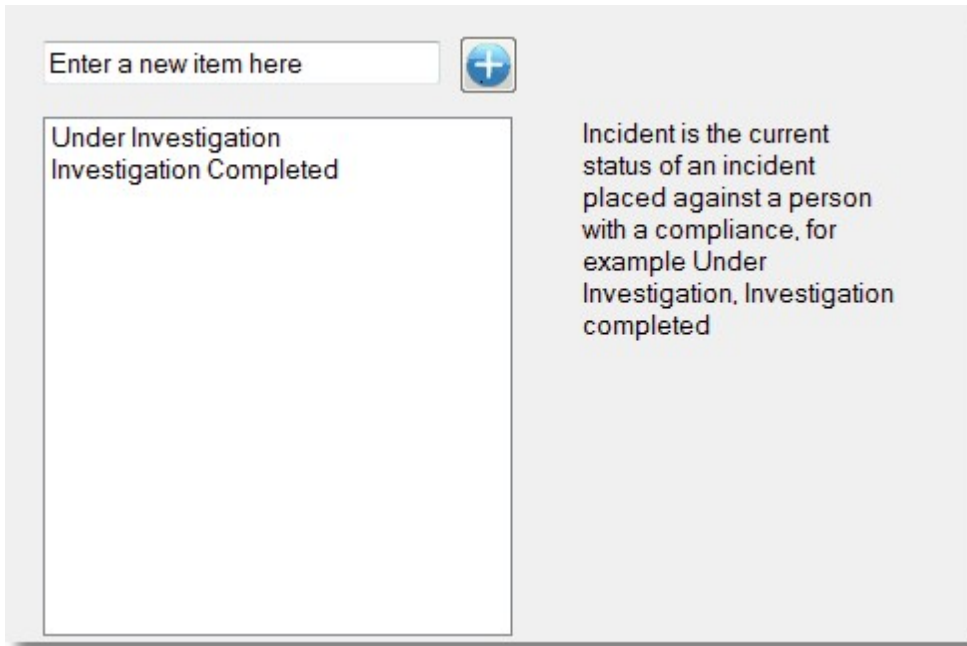 Enter a new item here
Under Investigation
Investigation Completed
Incident is the current
status of an incident
placed against a person
with a compliance, for
example Under
Investigation, Investigation
completed